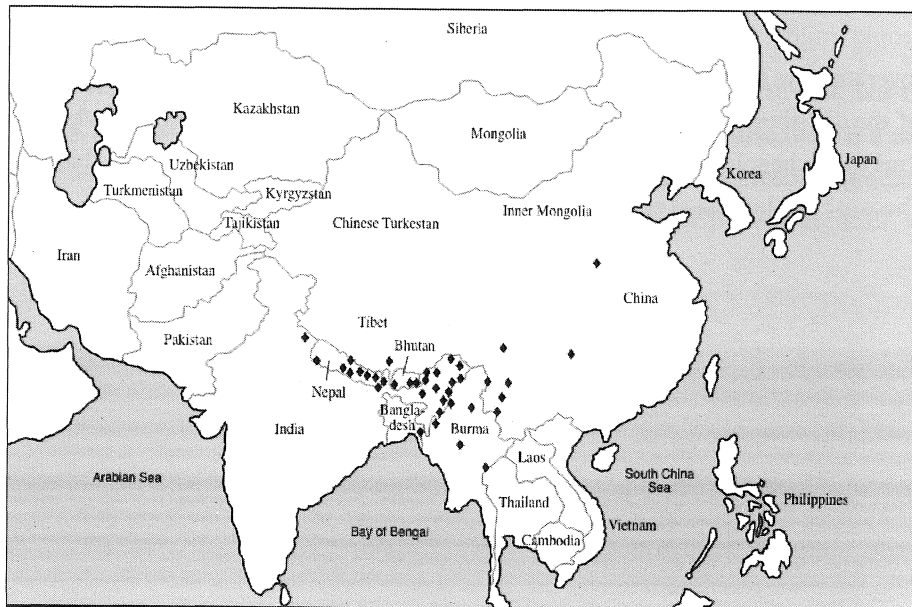 Siberia
Kazakhstan
Mongolia
Uzbekistan
Japan
Korea
Turkmenistan
Kyrgyzstan
Inner Mongolia
Tajikistan
Chinese Turkestan
Iran
Afghanistan
China
Tibet
Pakistan
Bhutan
Nepal
Bangla-
desh
India
Burma
Laos
Arabian Sea
South China
Sea
Thailand
Philippines
Vietnam
Bay of Bengal
Cambodia